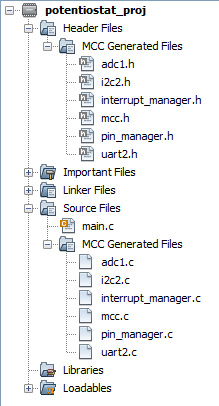 potentiostat_proj
Header Files
MCC Generated Files
adc1.h
i2c2.h
interrupt_manager.h
mcc.h
pin_manager.h
uart2.h
Important Files
Linker Files
Source Files
main.c
MCC Generated Files
adc1.c
i2c2.c
interrupt_manager.c
mcc.c
pin_manager.c
uart2.c
Libraries
Loadables